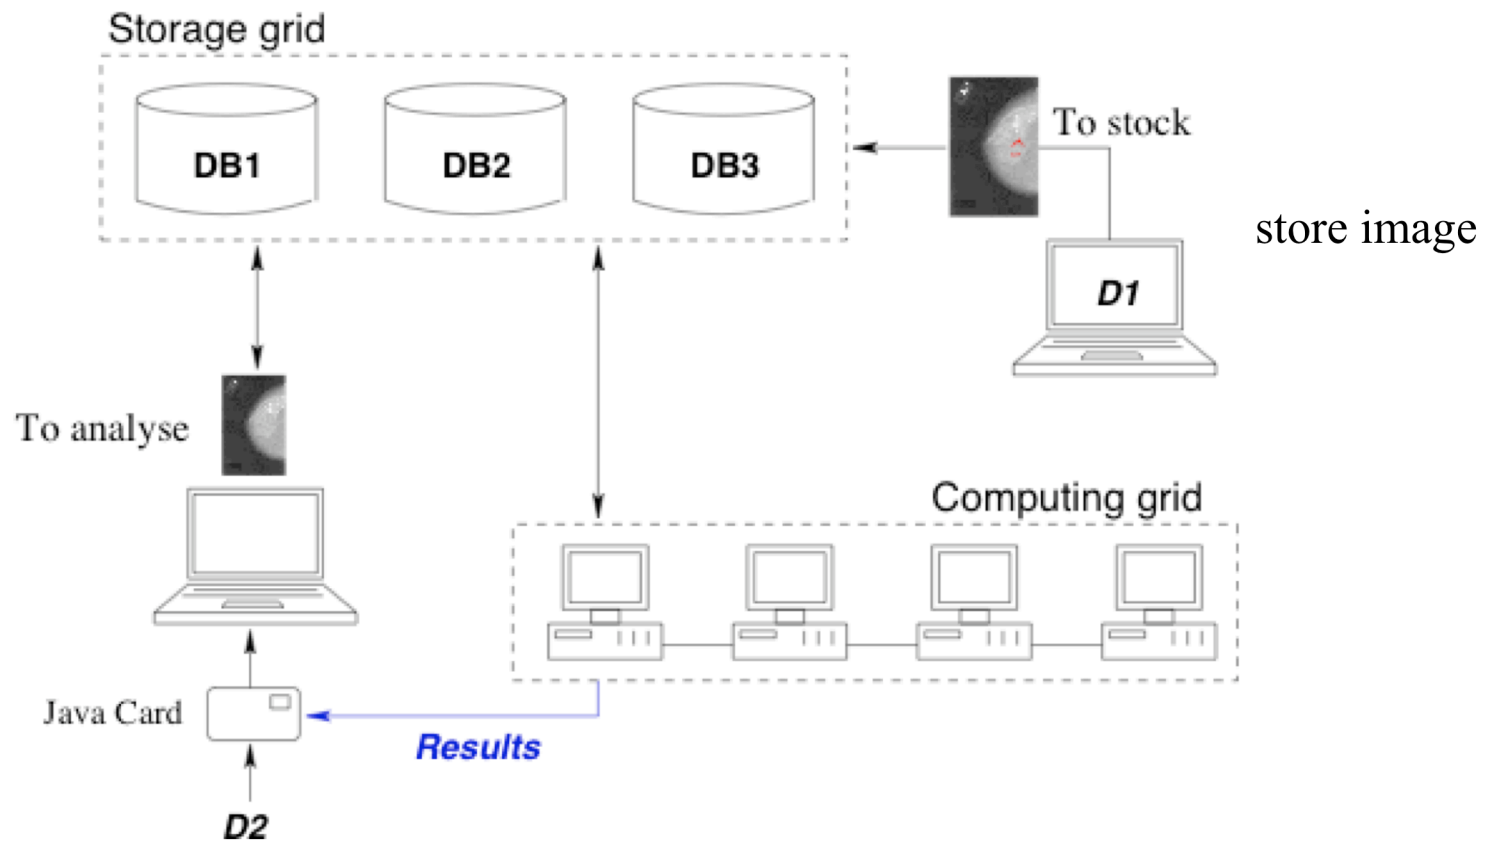 Storage grid
DB1
DB2
DB3
To stock
store image
D1
To analyse
Computing grid
Java Card
Results
D2